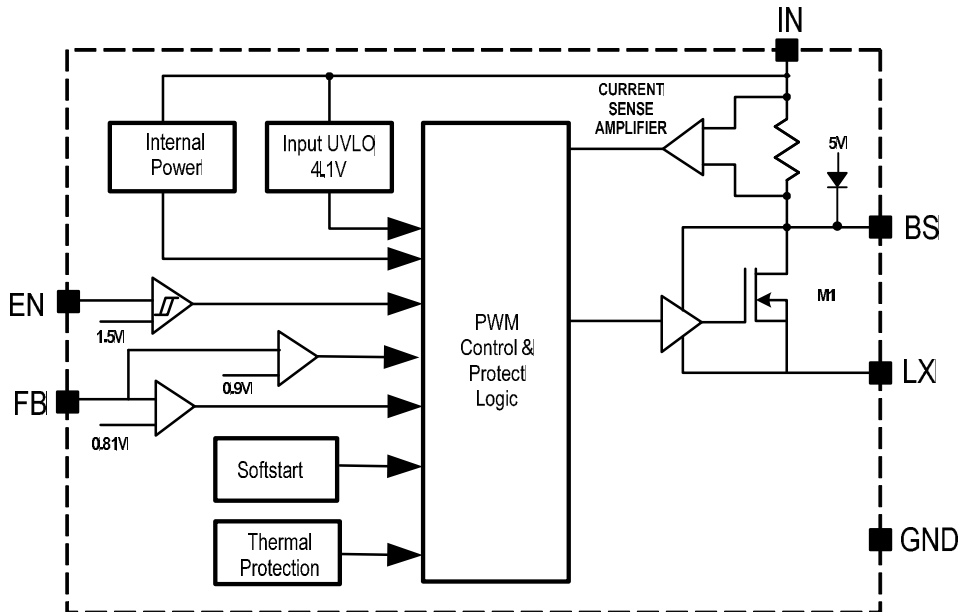 IN
CURRENT
SENSE
AMPLIFIER
Internal
Power
Input UVLO
4.1V
5V
BS
EN
1.5V
M1
PWM
Control &
Protect
Logic
0.9V
LX
FB
0.81V
Softstart
Thermal
Protection
GND